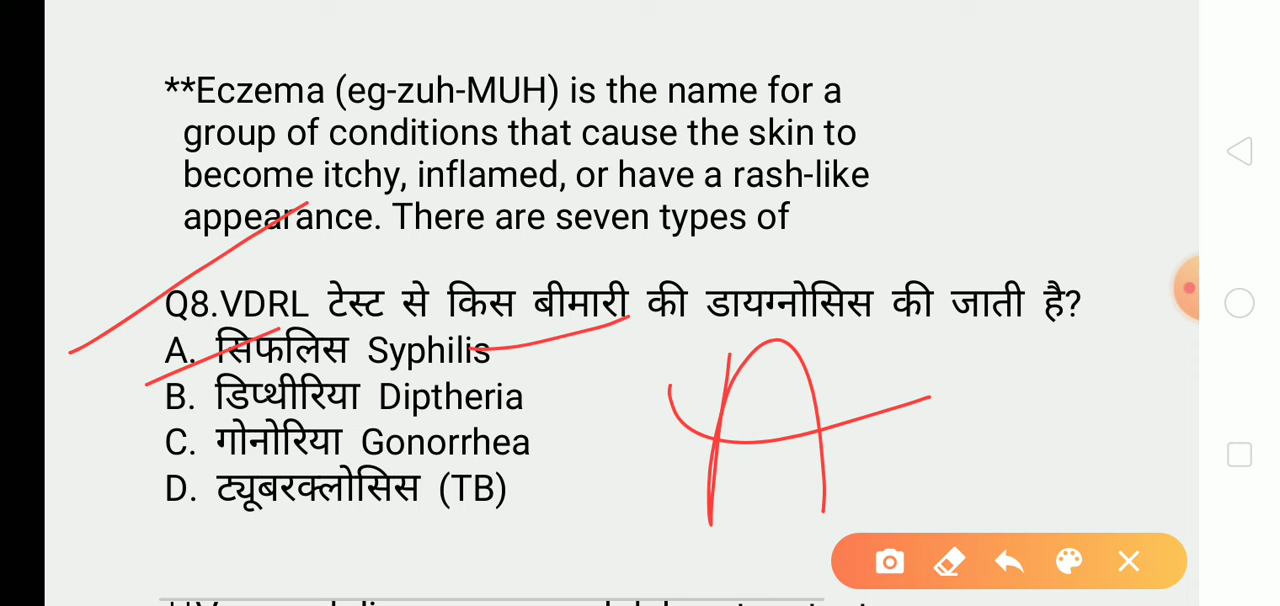 **Eczema (eg-zuh-MUH) is the name for a
group of conditions that cause the skin to
become itchy, inflamed, or have a rash-like
appearance. There are seven types of
Q8.VDRL टेस्ट से किस बीमारी की डायग्नोसिस की जाती है?
A. सिफलिस Syphilis
B. डिप्थीरिया Diptheria
C. गोनोरिया Gonorrhea
D. ट्यूबरक्लोसिस (TB)
A